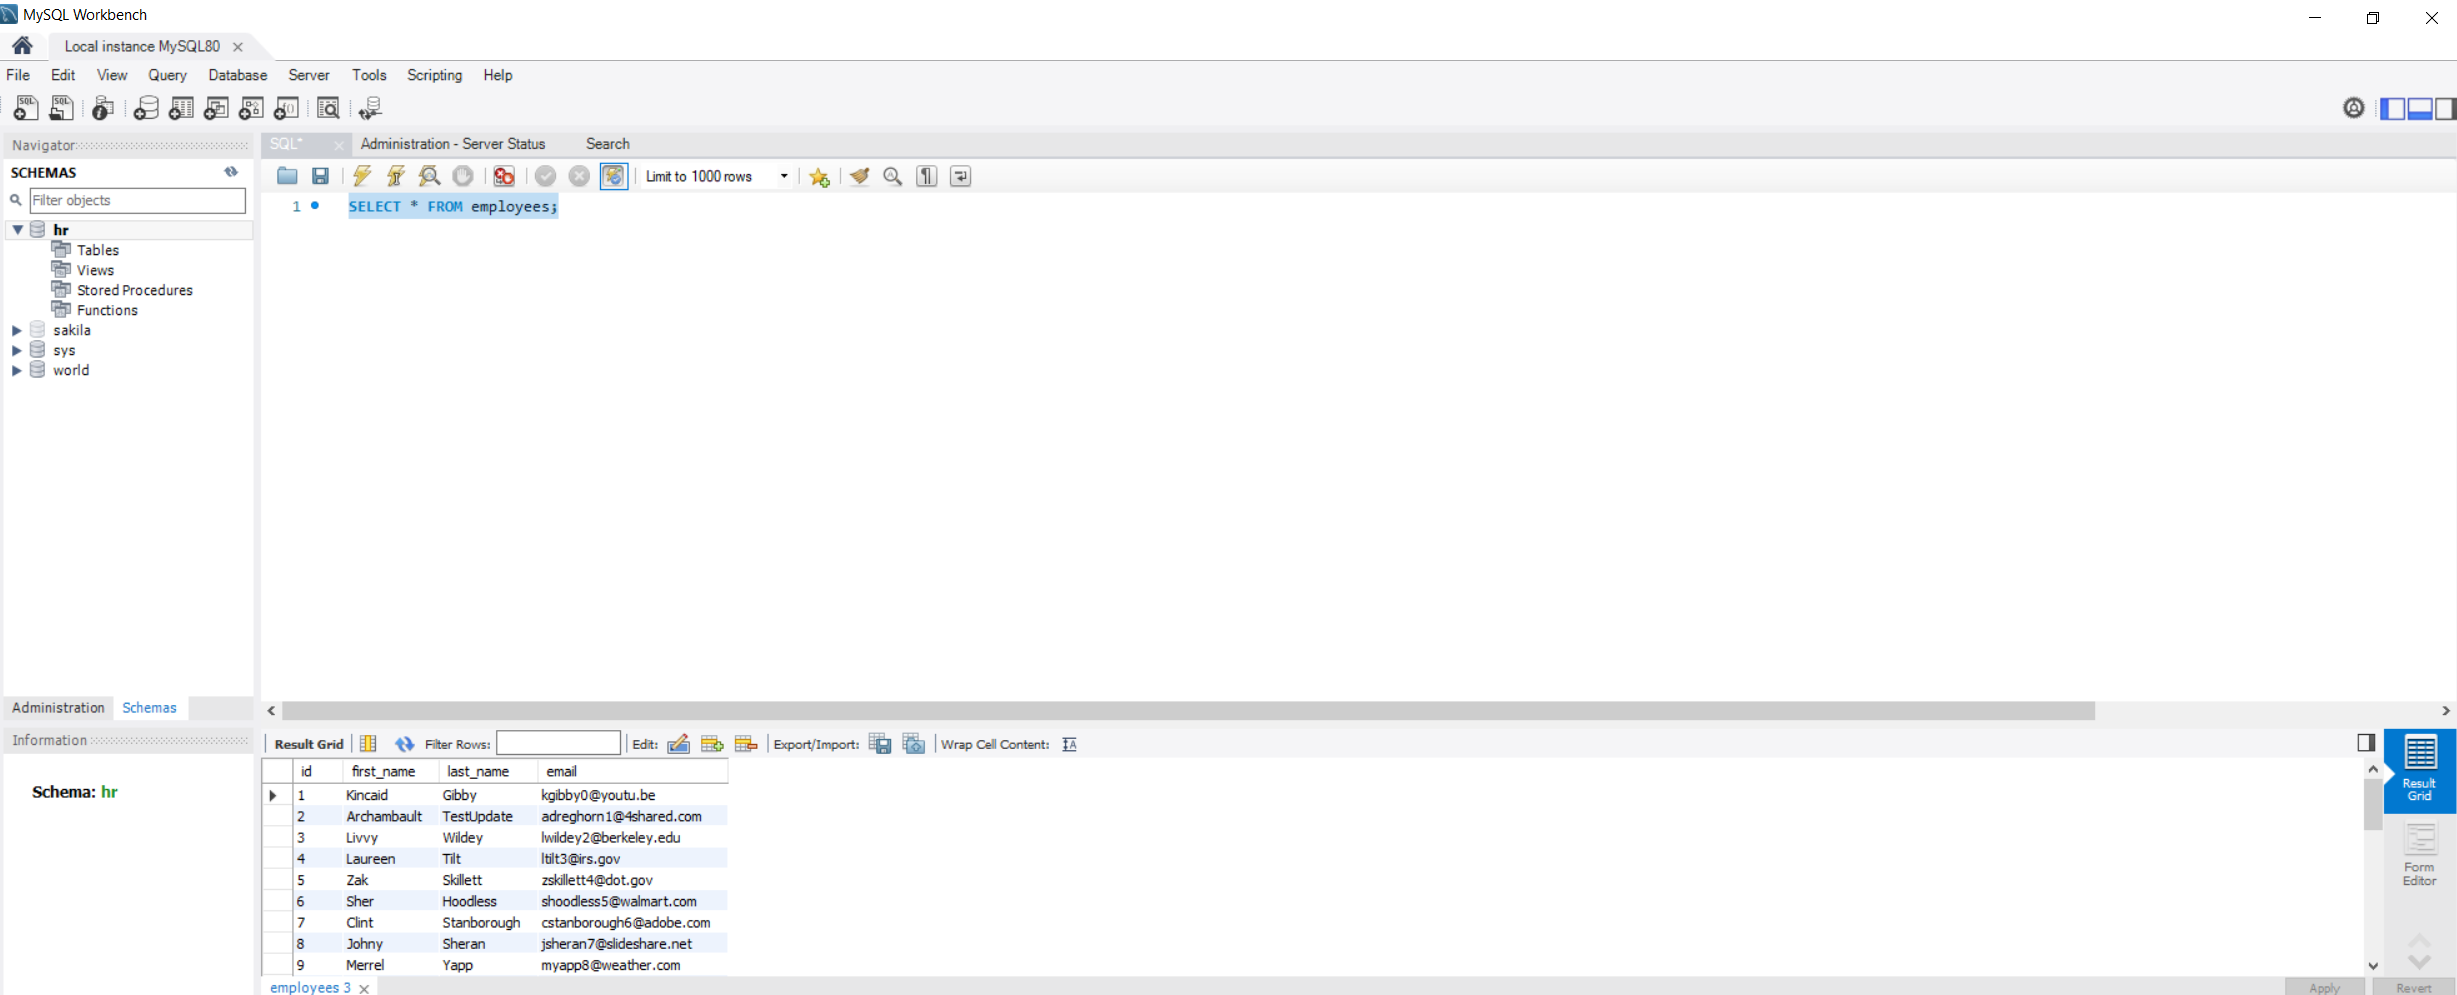 MySQL Workbench
Local instance MySQL80
File Edit View Query Database Server Tools Scripting Help
Navigator
SQL* Administration - Server Status Search
SCHEMAS
Limit to 1000 rows
Filter objects
1 SELECT * FROM employees;
hr
Tables
Views
Stored Procedures
Functions
sakila
sys
world
Administration Schemas
Information
Schema: hr
Result Grid Filter Rows: Edit: Export/Import: Wrap Cell Content:
id first_name last_name email
1 Kincaid Gibby kgibby0@youtu.be
2 Archambault TestUpdate adreghorn1@4shared.com
3 Livvy Wildey lwildey2@berkeley.edu
4 Laureen Tilt ltilt3@irs.gov
5 Zak Skillett zskillett4@dot.gov
6 Sher Hoodless shoodless5@walmart.com
7 Clint Stanborough cstanborough6@adobe.com
8 Johny Sheran jsheran7@slideshare.net
9 Merrel Yapp myapp8@weather.com
Result
Grid
Form
Editor
employees 3
Apply Revert